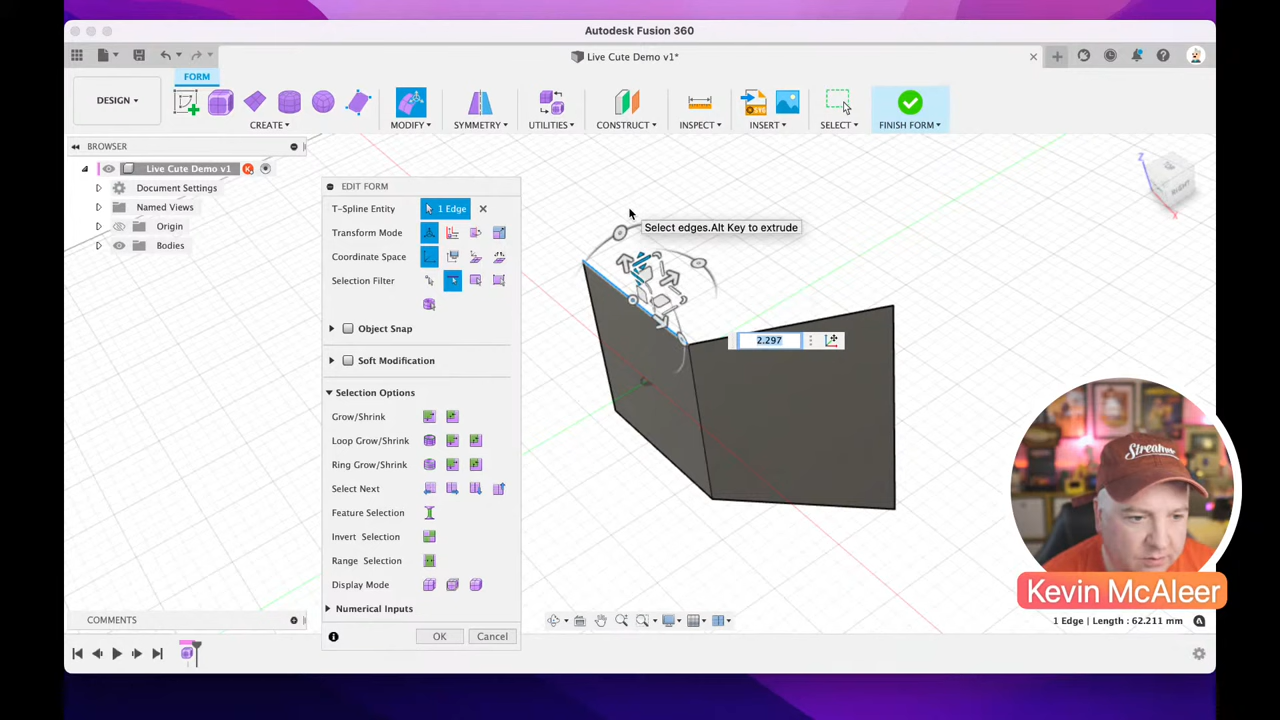 Autodesk Fusion 360
Live Cute Demo v1*
FORM
DESIGN
CREATE
MODIFY
SYMMETRY
UTILITIES
CONSTRUCT
INSPECT
INSERT
SELECT
FINISH FORM
BROWSER
Live Cute Demo v1
Document Settings
Named Views
Origin
Bodies
EDIT FORM
T-Spline Entity
1 Edge
Transform Mode
Coordinate Space
Selection Filter
Object Snap
Soft Modification
Selection Options
Grow/Shrink
Loop Grow/Shrink
Ring Grow/Shrink
Select Next
Feature Selection
Invert Selection
Range Selection
Display Mode
Numerical Inputs
OK
Cancel
Select edges.Alt Key to extrude
2.297
Z
X
RIGHT
Stream
Kevin McAleer
1 Edge | Length : 62.211 mm
COMMENTS